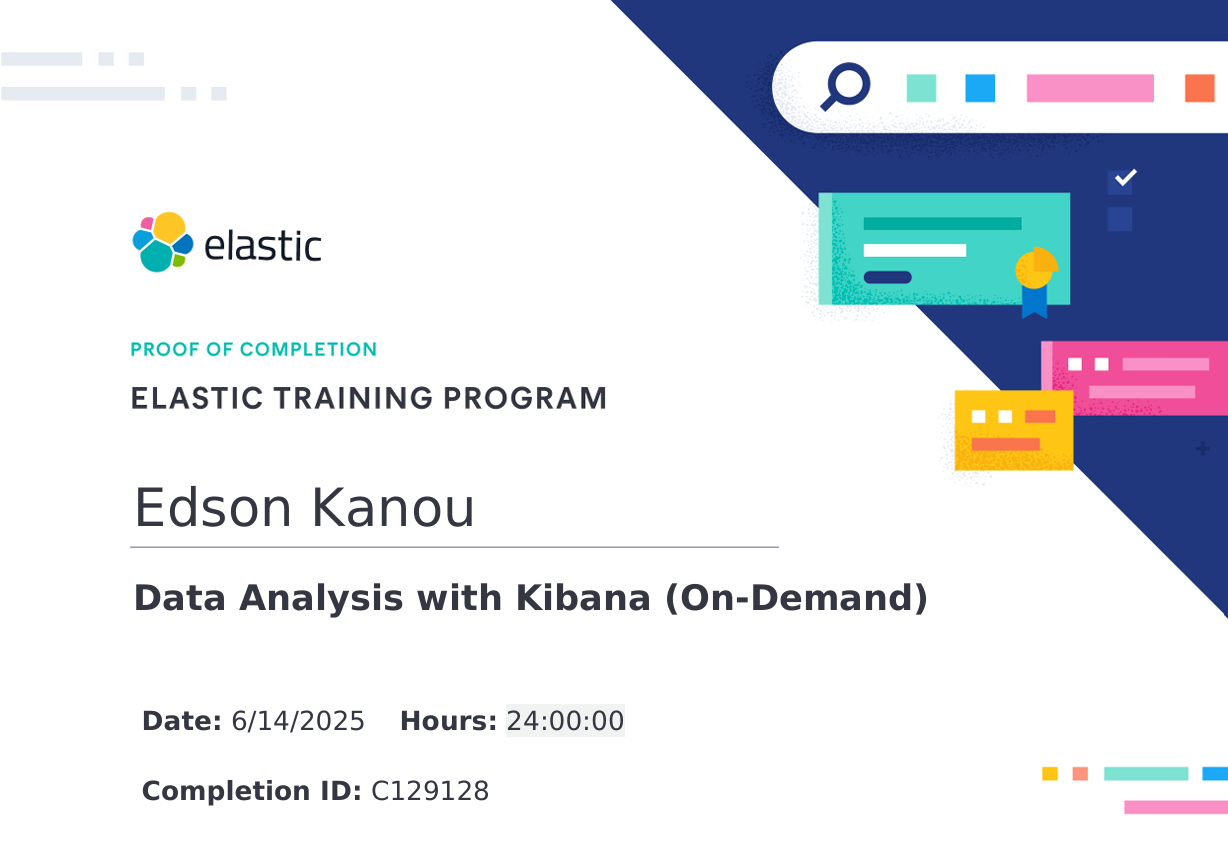 elastic
PROOF OF COMPLETION
ELASTIC TRAINING PROGRAM
Edson Kanou
Data Analysis with Kibana (On-Demand)
Date: 6/14/2025 Hours: 24:00:00
Completion ID: C129128